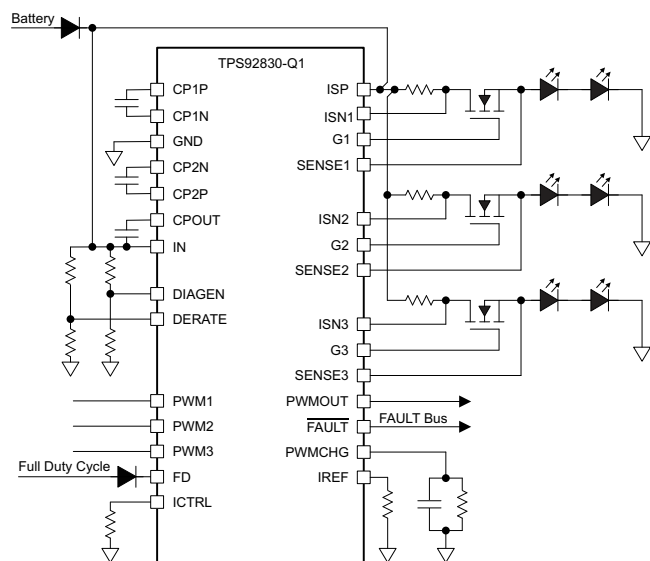 Battery
TPS92830-Q1
CP1P
CP1N
GND
CP2N
CP2P
CPOUT
IN
DIAGEN
DERATE
PWM1
PWM2
PWM3
Full Duty Cycle
FD
ICTRL
ISP
ISN1
G1
SENSE1
ISN2
G2
SENSE2
ISN3
G3
SENSE3
PWMOUT
FAULT
FAULT Bus
PWMCHG
IREF